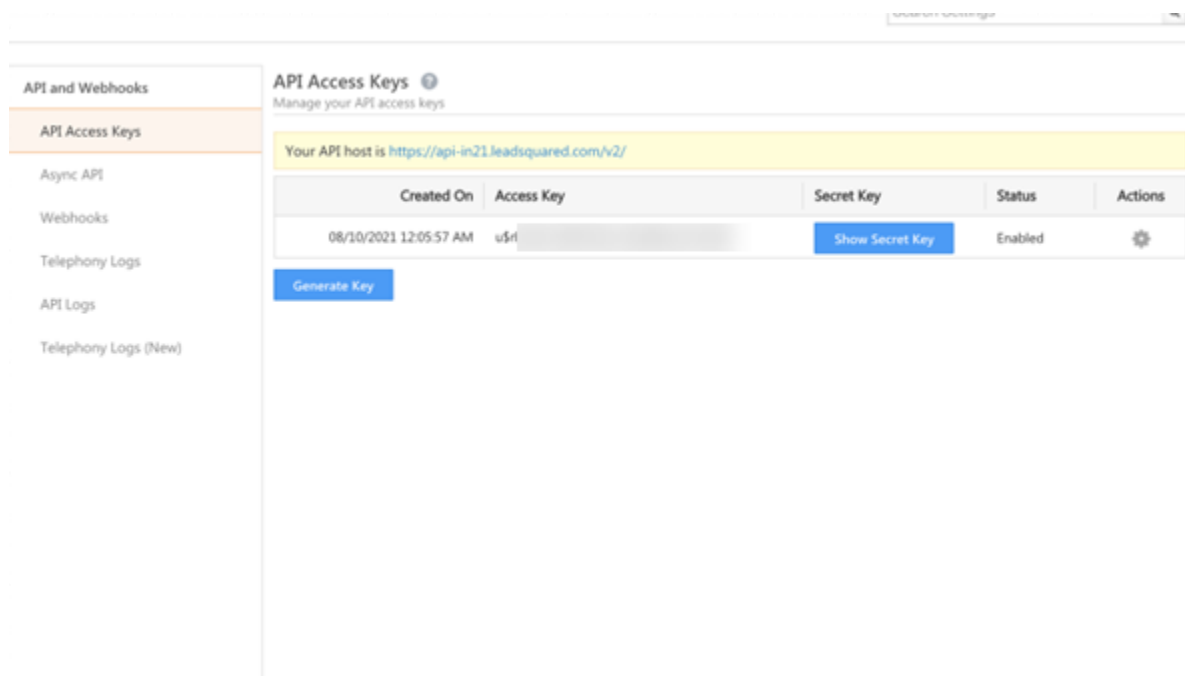 Search Settings
API and Webhooks
API Access Keys
Async API
Webhooks
Telephony Logs
API Logs
Telephony Logs (New)
API Access Keys ?
Manage your API access keys
Your API host is https://api-in21.leadsquared.com/v2/
Created On Access Key Secret Key Status Actions
08/10/2021 12:05:57 AM Show Secret Key Enabled
Generate Key